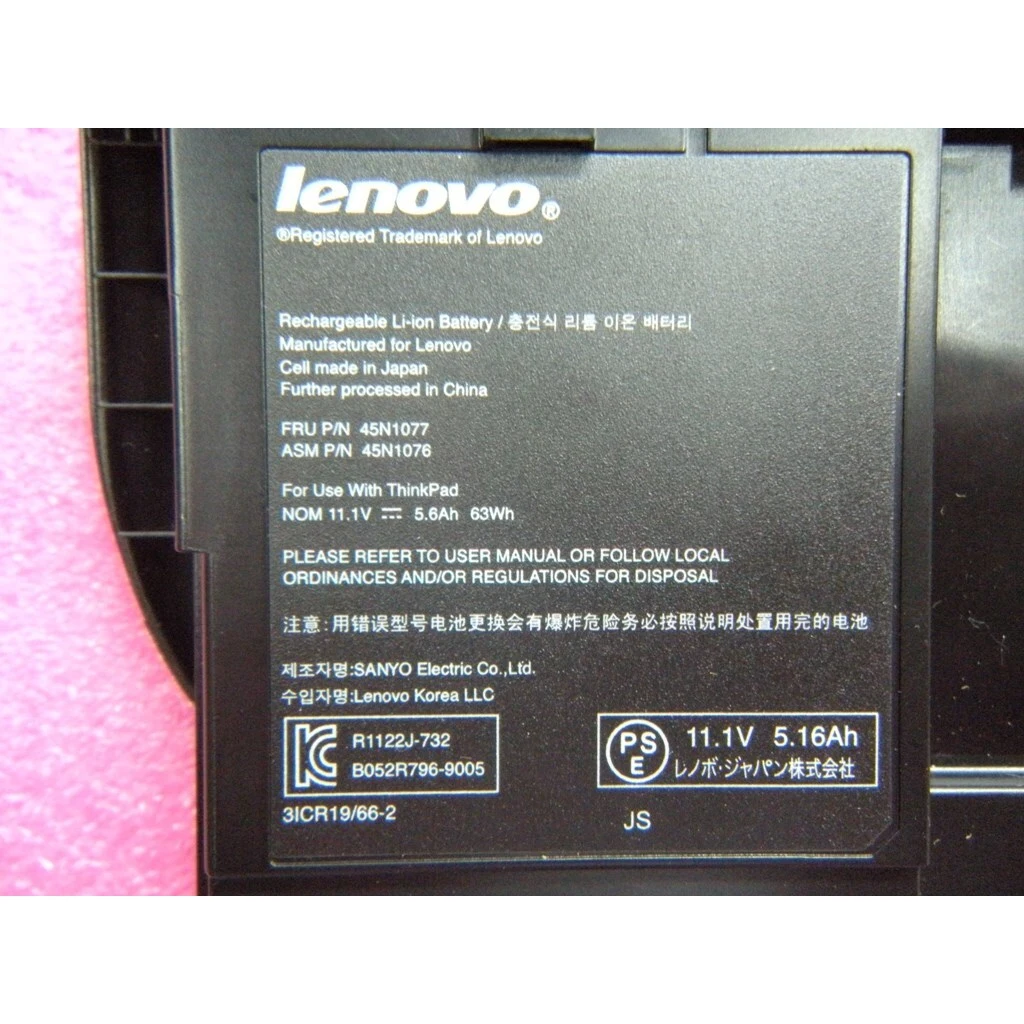 lenovo®
®Registered Trademark of Lenovo
Rechargeable Li-ion Battery / 충전식 리튬 이온 배터리
Manufactured for Lenovo
Cell made in Japan
Further processed in China
FRU P/N 45N1077
ASM P/N 45N1076
For Use With ThinkPad
NOM 11.1V ⎓ 5.6Ah 63Wh
PLEASE REFER TO USER MANUAL OR FOLLOW LOCAL
ORDINANCES AND/OR REGULATIONS FOR DISPOSAL
注意: 用错误型号电池更换会有爆炸危险务必按照说明处置用完的电池
제조자명:SANYO Electric Co.,Ltd.
수입자명:Lenovo Korea LLC
KC R1122J-732
B052R796-9005
PS E 11.1V 5.16Ah
レノボ・ジャパン株式会社
3ICR19/66-2
JS